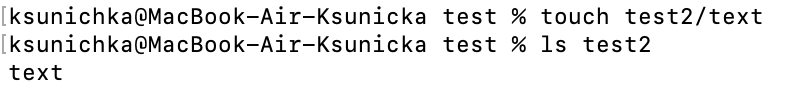 [ksunichka@MacBook-Air-Ksunicka test % touch test2/text
[ksunichka@MacBook-Air-Ksunicka test % ls test2
text